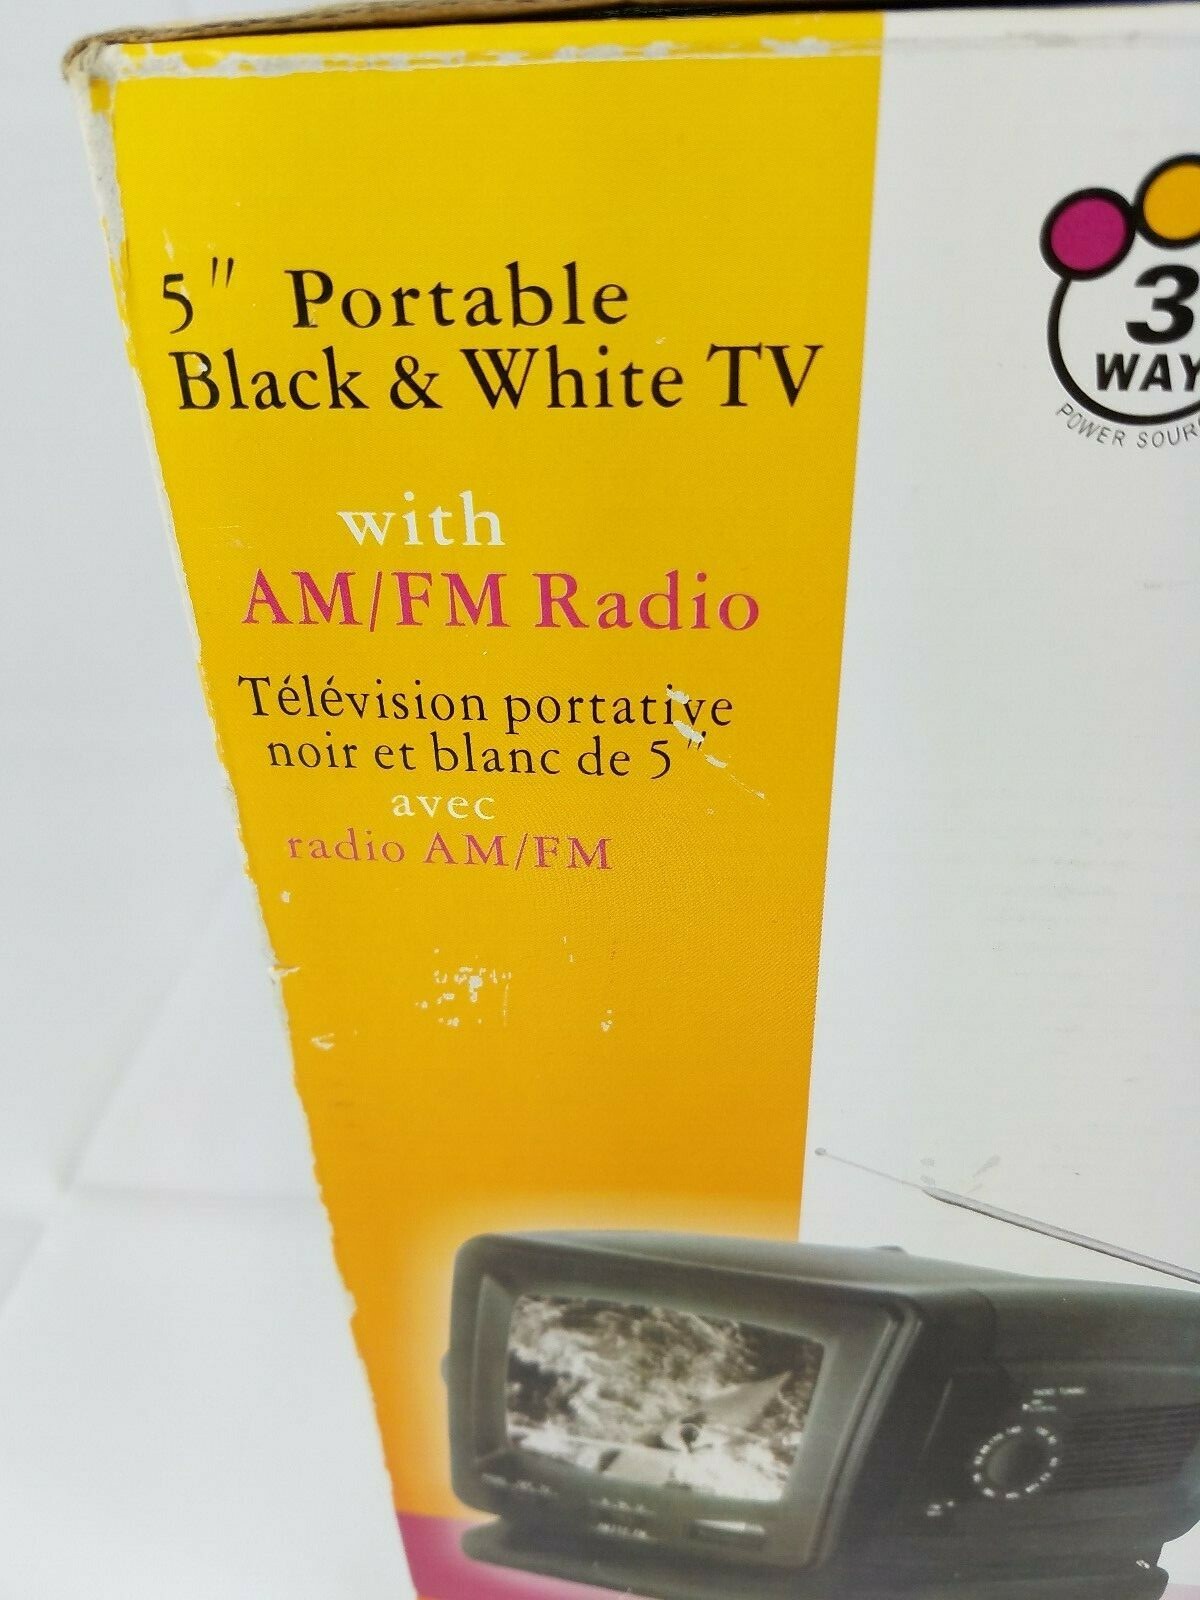 5" Portable
Black & White TV
with
AM/FM Radio
Télévision portative
noir et blanc de 5"
avec
radio AM/FM
3
WAY
POWER